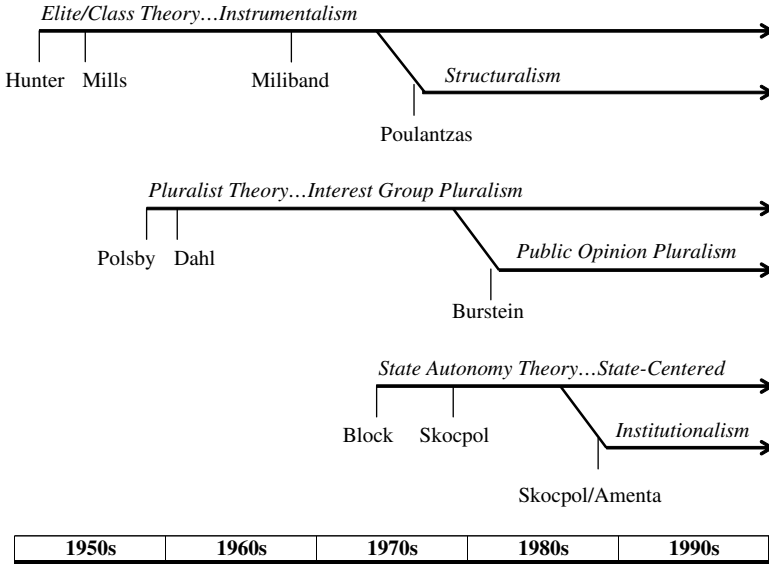 Elite/Class Theory…Instrumentalism
Hunter Mills Miliband
Structuralism
Poulantzas
Pluralist Theory…Interest Group Pluralism
Polsby Dahl
Public Opinion Pluralism
Burstein
State Autonomy Theory…State-Centered
Block Skocpol
Institutionalism
Skocpol/Amenta
1950s 1960s 1970s 1980s 1990s